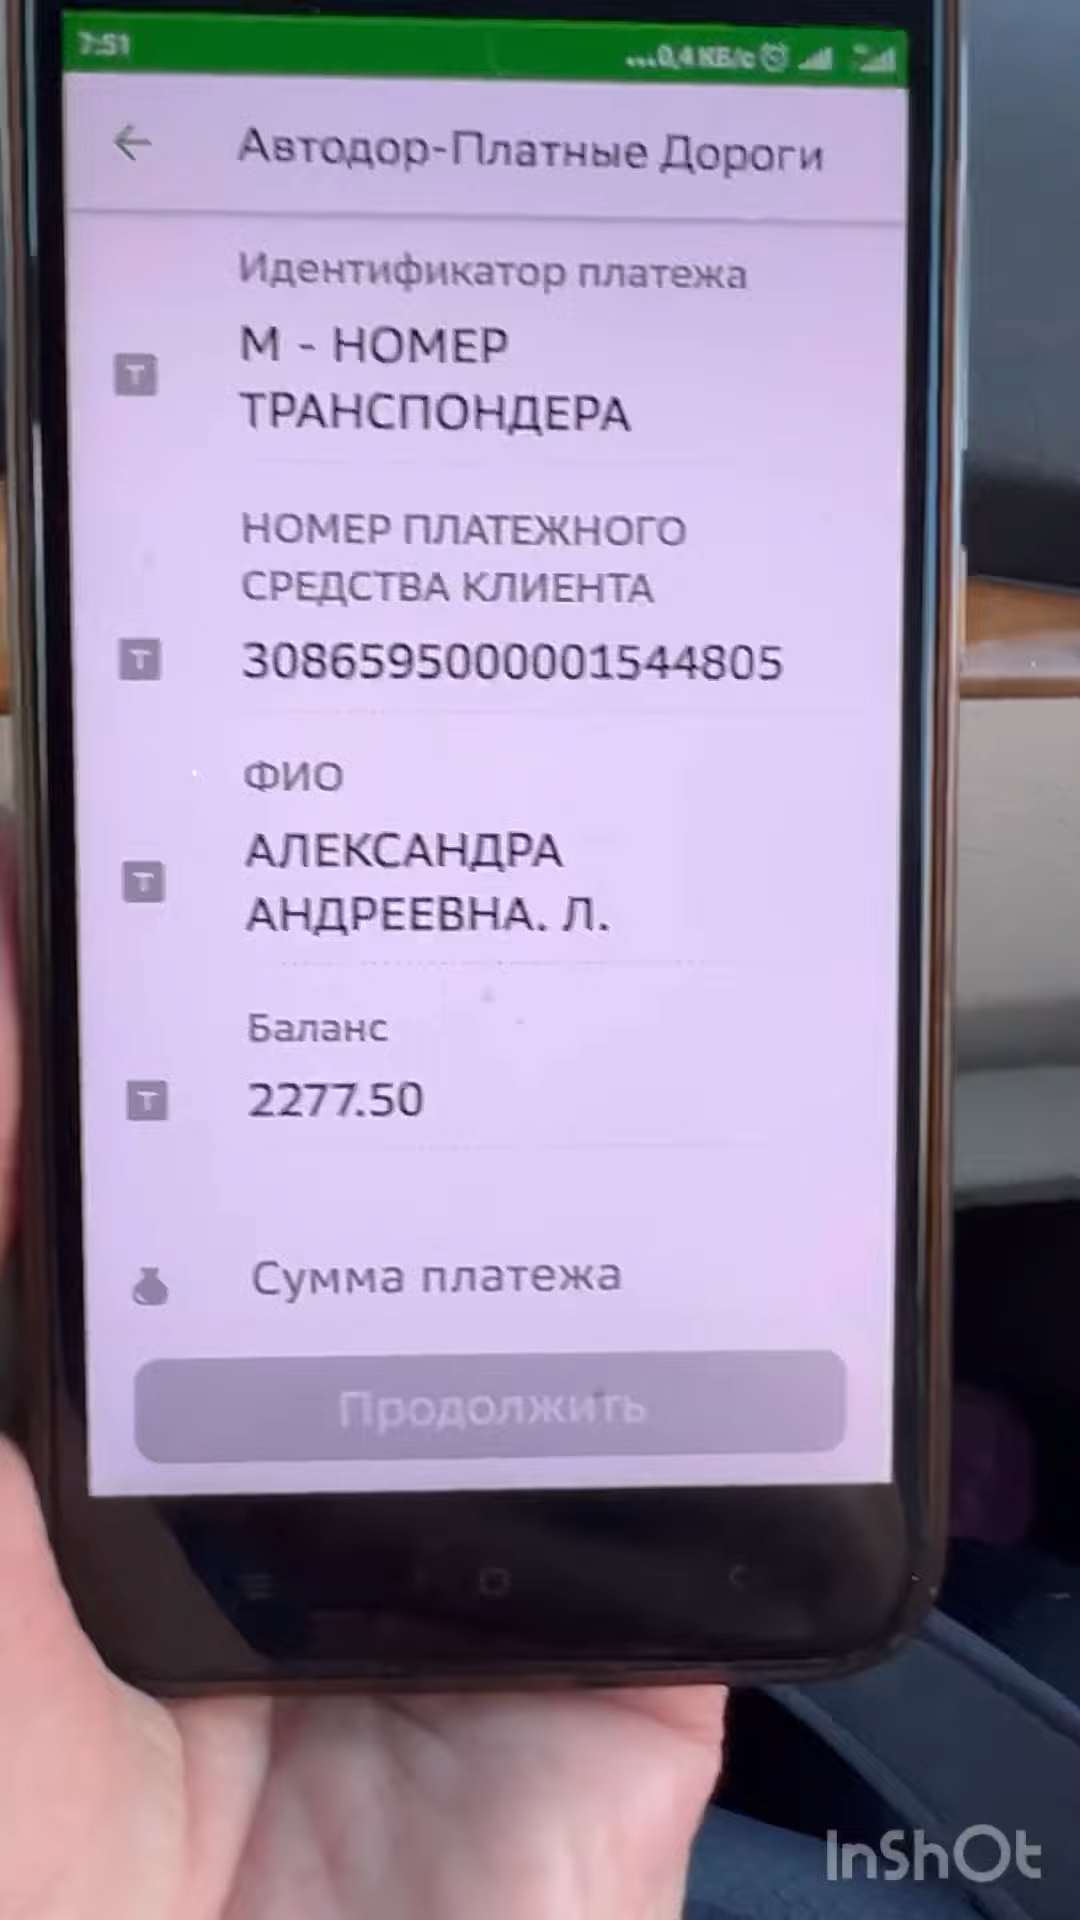 7:51
...0,4 КБ/с
Автодор-Платные Дороги
Идентификатор платежа
М - НОМЕР
ТРАНСПОНДЕРА
НОМЕР ПЛАТЕЖНОГО
СРЕДСТВА КЛИЕНТА
3086595000001544805
ФИО
АЛЕКСАНДРА
АНДРЕЕВНА. Л.
Баланс
2277.50
Сумма платежа
Продолжить
InShOt